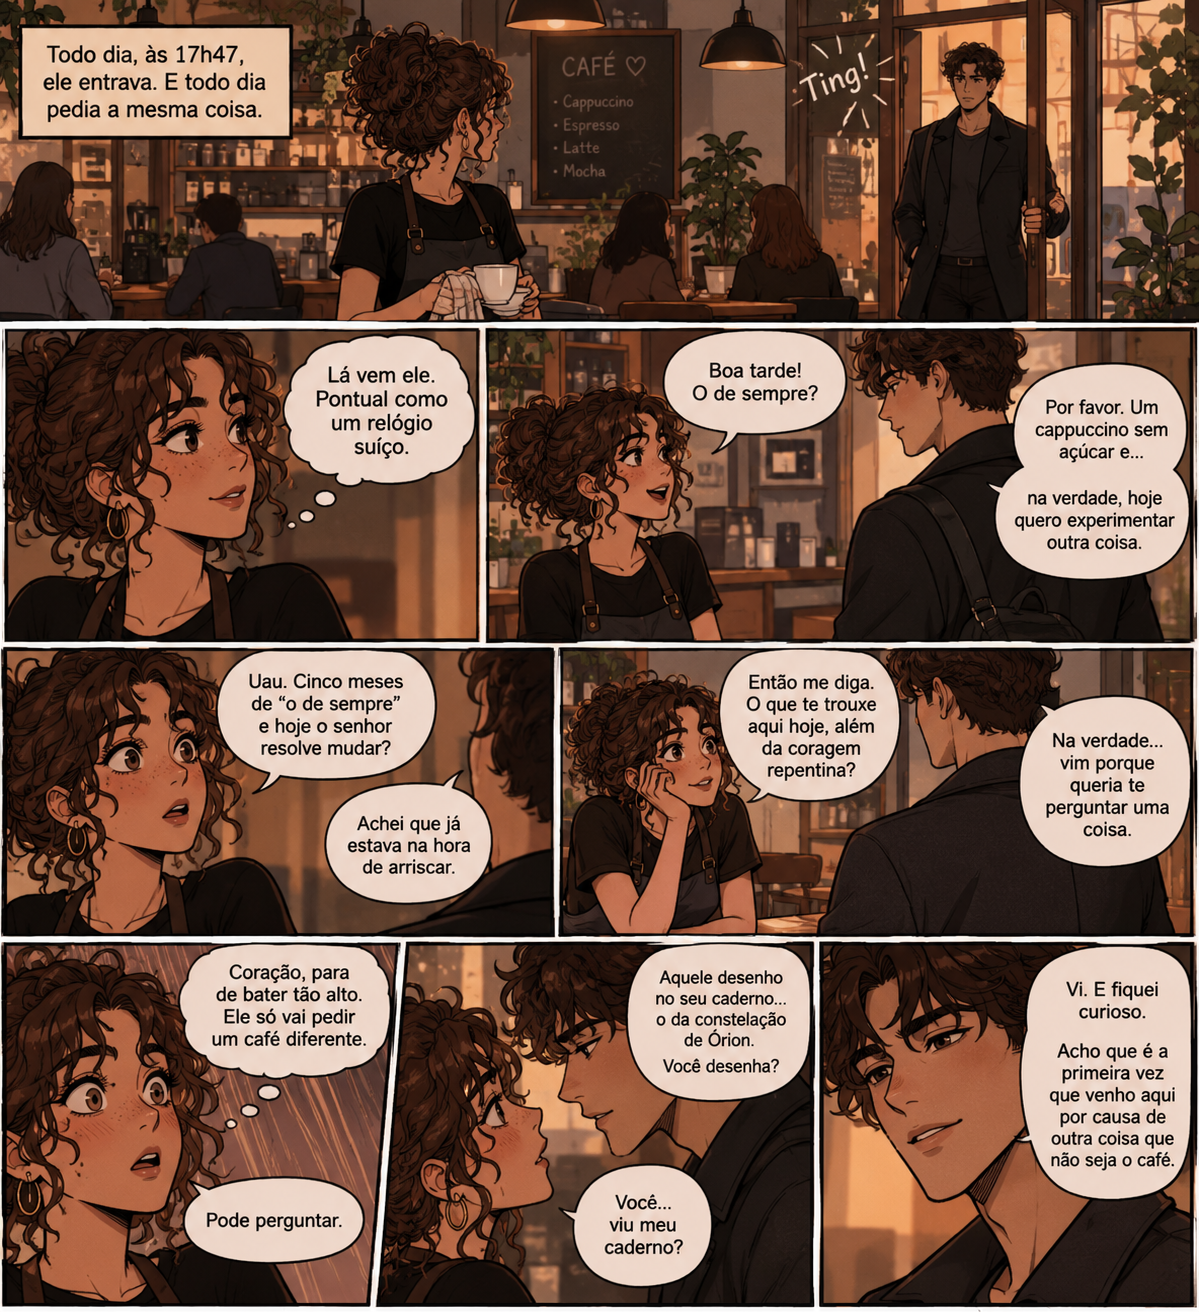 Todo dia, às 17h47,
ele entrava. E todo dia
pedia a mesma coisa.
CAFÉ ♡
• Cappuccino
• Espresso
• Latte
• Mocha
Ting!
Lá vem ele.
Pontual como
um relógio
suíço.
Boa tarde!
O de sempre?
Por favor. Um
cappuccino sem
açúcar e...
na verdade, hoje
quero experimentar
outra coisa.
Uau. Cinco meses
de “o de sempre”
e hoje o senhor
resolve mudar?
Achei que já
estava na hora
de arriscar.
Então me diga.
O que te trouxe
aqui hoje, além
da coragem
repentina?
Na verdade...
vim porque
queria te
perguntar uma
coisa.
Coração, para
de bater tão alto.
Ele só vai pedir
um café diferente.
Pode perguntar.
Aquele desenho
no seu caderno...
o da constelação
de Órion.
Você desenha?
Você...
viu meu
caderno?
Vi. E fiquei
curioso.
Acho que é a
primeira vez
que venho aqui
por causa de
outra coisa que
não seja o café.